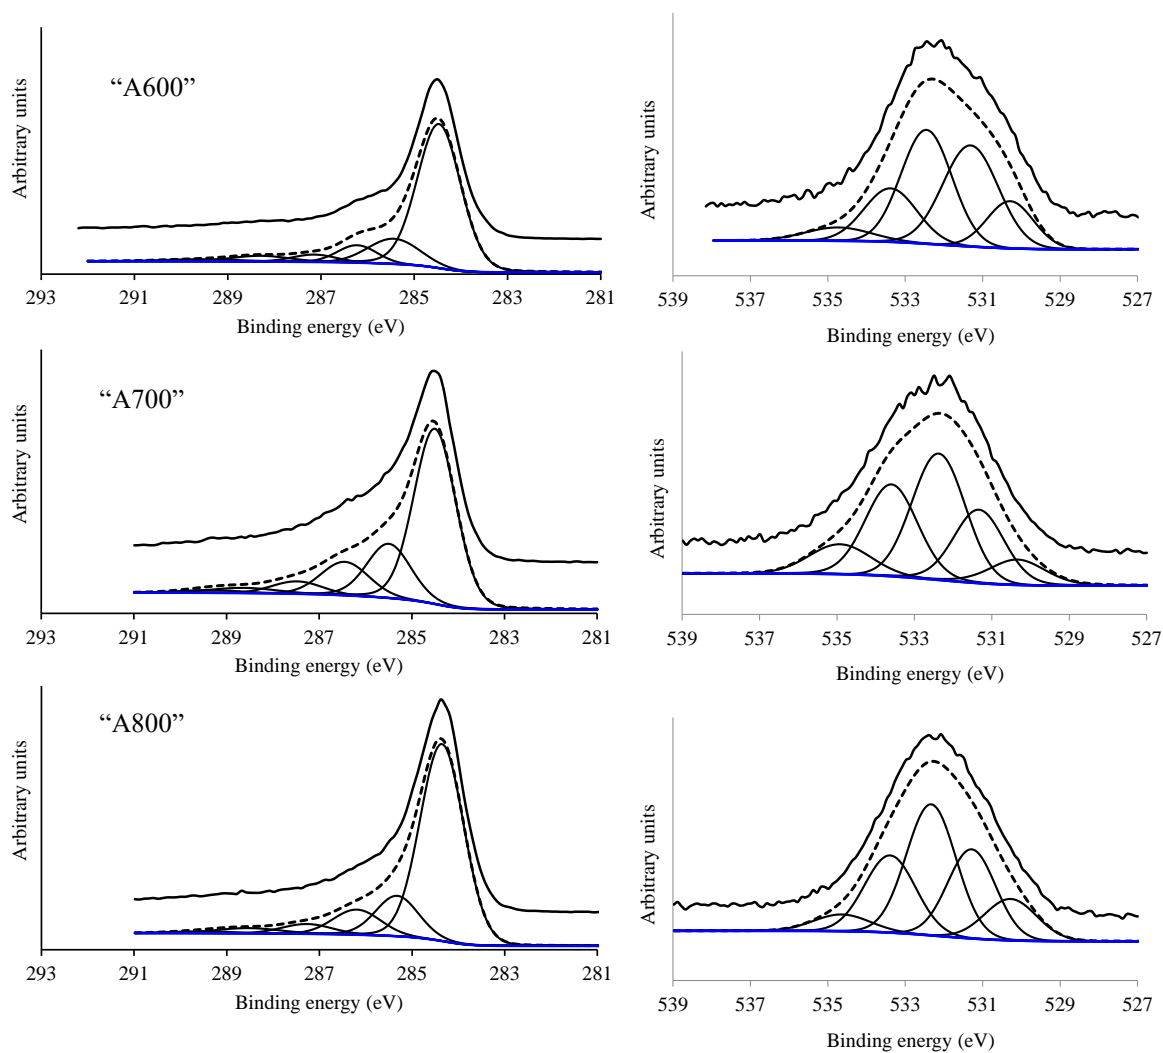 “A600”
Arbitrary units
293 291 289 287 285 283 281
Binding energy (eV)
Arbitrary units
539 537 535 533 531 529 527
Binding energy (eV)
“A700”
Arbitrary units
293 291 289 287 285 283 281
Binding energy (eV)
Arbitrary units
539 537 535 533 531 529 527
Binding energy (eV)
“A800”
Arbitrary units
293 291 289 287 285 283 281
Binding energy (eV)
Arbitrary units
539 537 535 533 531 529 527
Binding energy (eV)